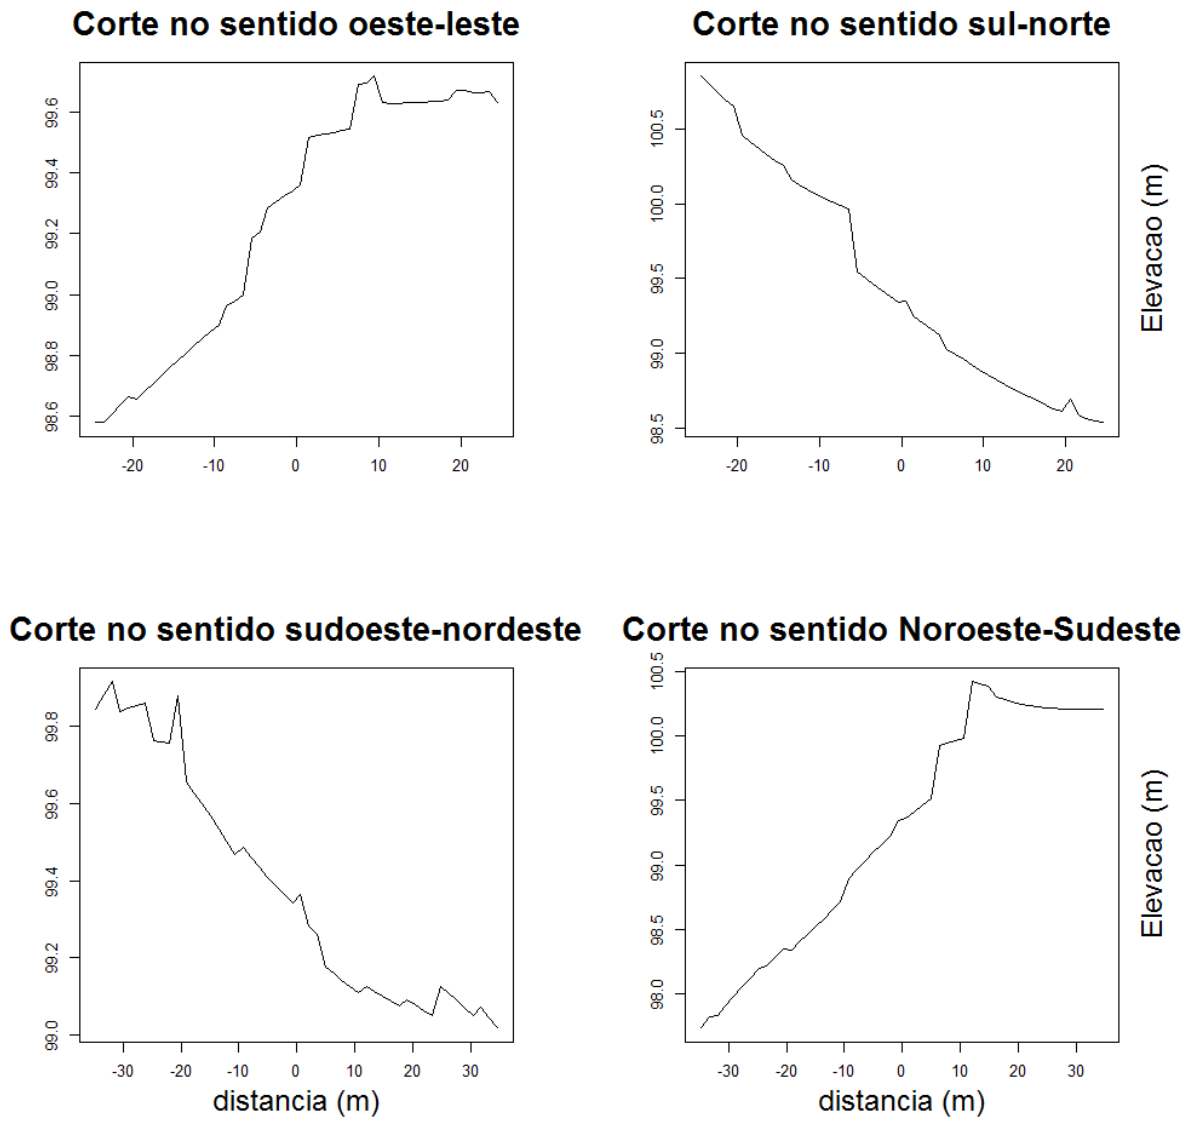 Corte no sentido oeste-leste
98.6 98.8 99.0 99.2 99.4 99.6
-20 -10 0 10 20
Corte no sentido sul-norte
98.5 99.0 99.5 100.0 100.5
-20 -10 0 10 20
Elevacao (m)
Corte no sentido sudoeste-nordeste
99.0 99.2 99.4 99.6 99.8
-30 -20 -10 0 10 20 30
distancia (m)
Corte no sentido Noroeste-Sudeste
98.0 98.5 99.0 99.5 100.0 100.5
-30 -20 -10 0 10 20 30
distancia (m)
Elevacao (m)